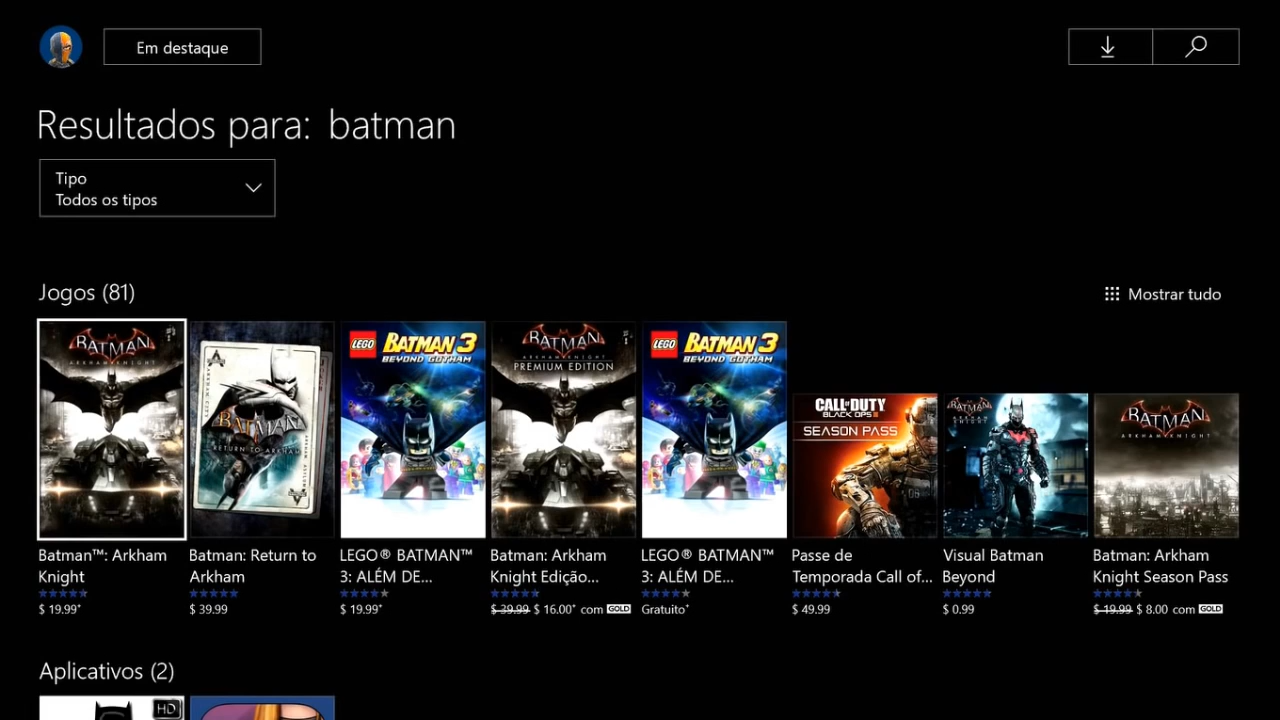 Em destaque
Resultados para: batman
Tipo
Todos os tipos
Jogos (81)
Mostrar tudo
BATMAN
ARKHAM KNIGHT
BATMAN
RETURN TO ARKHAM
LEGO BATMAN 3
BEYOND GOTHAM
BATMAN
ARKHAM KNIGHT
PREMIUM EDITION
LEGO BATMAN 3
BEYOND GOTHAM
CALL OF DUTY
BLACK OPS III
SEASON PASS
BATMAN
ARKHAM KNIGHT
BATMAN
ARKHAM KNIGHT
Batman™: Arkham
Knight
$ 19.99*
Batman: Return to
Arkham
$ 39.99
LEGO® BATMAN™
3: ALÉM DE...
$ 19.99*
Batman: Arkham
Knight Edição...
$ 39.99 $ 16.00* com GOLD
LEGO® BATMAN™
3: ALÉM DE...
Gratuito*
Passe de
Temporada Call of...
$ 49.99
Visual Batman
Beyond
$ 0.99
Batman: Arkham
Knight Season Pass
$ 19.99 $ 8.00 com GOLD
Aplicativos (2)
HD